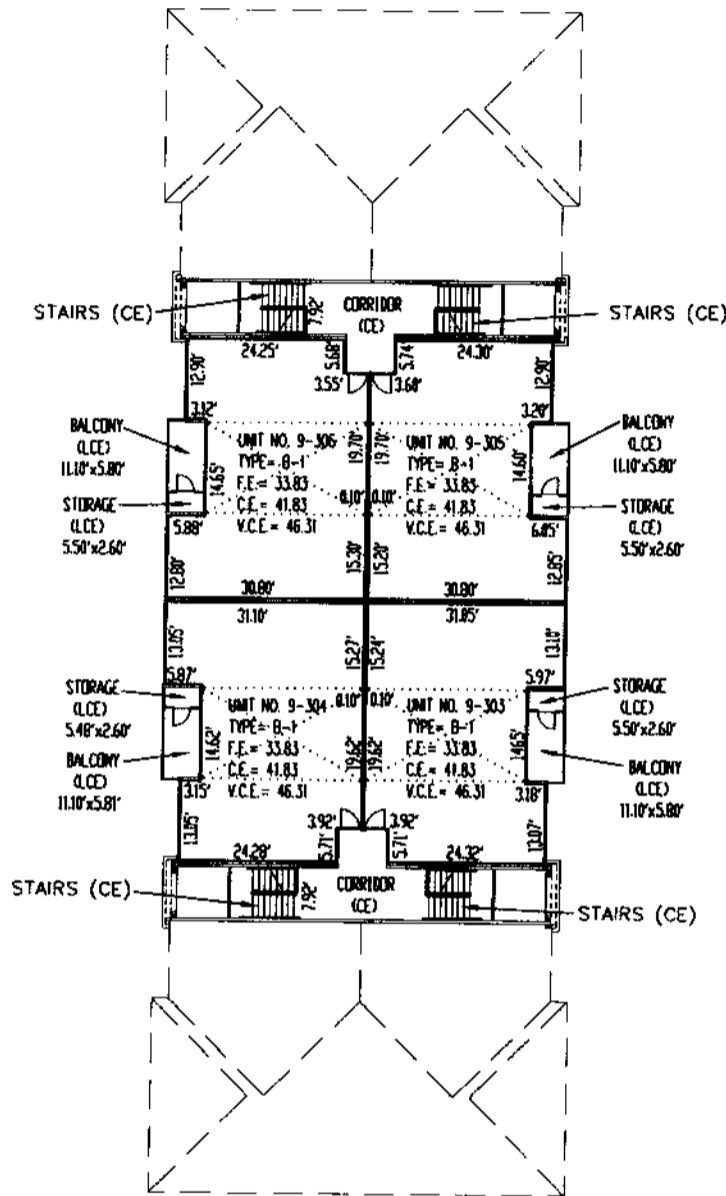 STAIRS (CE)
7.92'
CORRIDOR
(CE)
STAIRS (CE)
24.25'
5.68'
5.74
24.30'
12.90'
3.55'
3.68'
12.90'
3.12'
3.20'
BALCONY
(LCE)
11.10'x5.80'
STORAGE
(LCE)
5.50'x2.60'
14.65'
UNIT NO. 9-306
TYPE= B-1
F.E.= 33.83
C.E.= 41.83
V.C.E.= 46.31
19.70'
19.70'
0.10'
0.10'
UNIT NO. 9-305
TYPE= B-1
F.E.= 33.83
C.E.= 41.83
V.C.E.= 46.31
14.60'
BALCONY
(LCE)
11.10'x5.80'
STORAGE
(LCE)
5.50'x2.60'
5.88'
6.05'
12.80'
15.30'
15.20'
12.85'
30.80'
30.80'
31.10'
31.05'
13.05'
15.27'
15.24'
13.10'
5.87'
5.97'
STORAGE
(LCE)
5.48'x2.60'
BALCONY
(LCE)
11.10'x5.81'
14.62'
UNIT NO. 9-304
TYPE= B-1
F.E.= 33.83
C.E.= 41.83
V.C.E.= 46.31
0.10'
0.10'
19.62'
19.62'
UNIT NO. 9-303
TYPE= B-1
F.E.= 33.83
C.E.= 41.83
V.C.E.= 46.31
14.65'
STORAGE
(LCE)
5.50'x2.60'
BALCONY
(LCE)
11.10'x5.80'
3.15'
3.18'
13.05'
3.92'
3.92'
13.07'
5.71'
5.71'
24.28'
24.32'
STAIRS (CE)
7.92'
CORRIDOR
(CE)
STAIRS (CE)